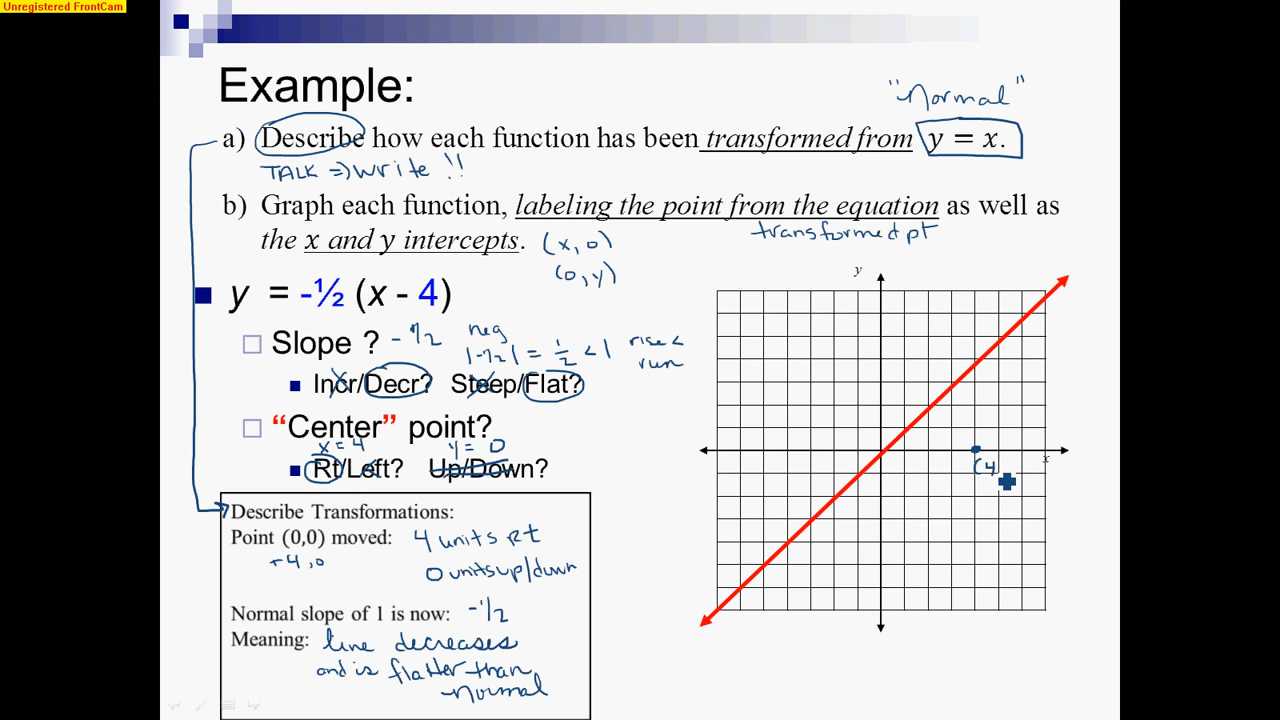 Unregistered FrontCam
Example:
"Normal"
a) Describe how each function has been transformed from y = x.
TALK => write !!
b) Graph each function, labeling the point from the equation as well as
transformed pt
the x and y intercepts. (x, 0)
(0, y)
y = -½ (x - 4)
Slope ? -1/2 neg
|-1/2| = 1/2 < 1 rise < run
Incr/Decr? Steep/Flat?
"Center" point?
x = 4 y = 0
Rt/Left? Up/Down?
Describe Transformations:
Point (0,0) moved: 4 units Rt
+4, 0
0 units up/down
Normal slope of 1 is now: -1/2
Meaning: line decreases
and is flatter than
normal
y
x
(4